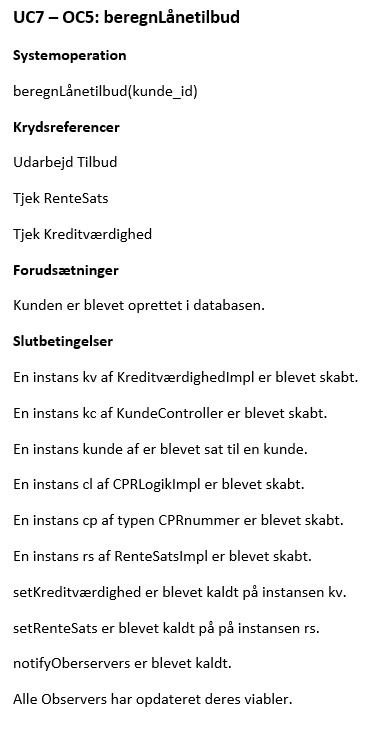 UC7 – OC5: beregnLånetilbud
Systemoperation
beregnLånetilbud(kunde_id)
Krydsreferencer
Udarbejd Tilbud
Tjek RenteSats
Tjek Kreditværdighed
Forudsætninger
Kunden er blevet oprettet i databasen.
Slutbetingelser
En instans kv af KreditværdighedImpl er blevet skabt.
En instans kc af KundeController er blevet skabt.
En instans kunde af er blevet sat til en kunde.
En instans cl af CPRLogikImpl er blevet skabt.
En instans cp af typen CPRnummer er blevet skabt.
En instans rs af RenteSatsImpl er blevet skabt.
setKreditværdighed er blevet kaldt på instansen kv.
setRenteSats er blevet kaldt på på instansen rs.
notifyOberservers er blevet kaldt.
Alle Observers har opdateret deres viabler.